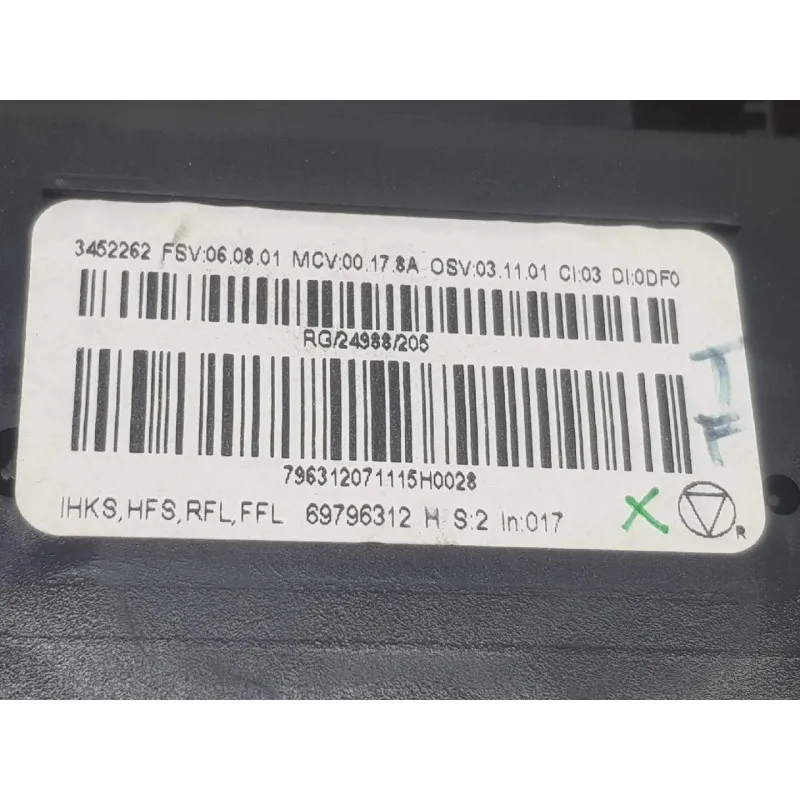 3452262 FSV:06.08.01 MCV:00.17.8A OSV:03.11.01 CI:03 DI:0DF0
RG/24988/205
796312071115H0028
IHKS,HFS,RFL,FFL 69796312 H S:2 In:017
X
R
T
F